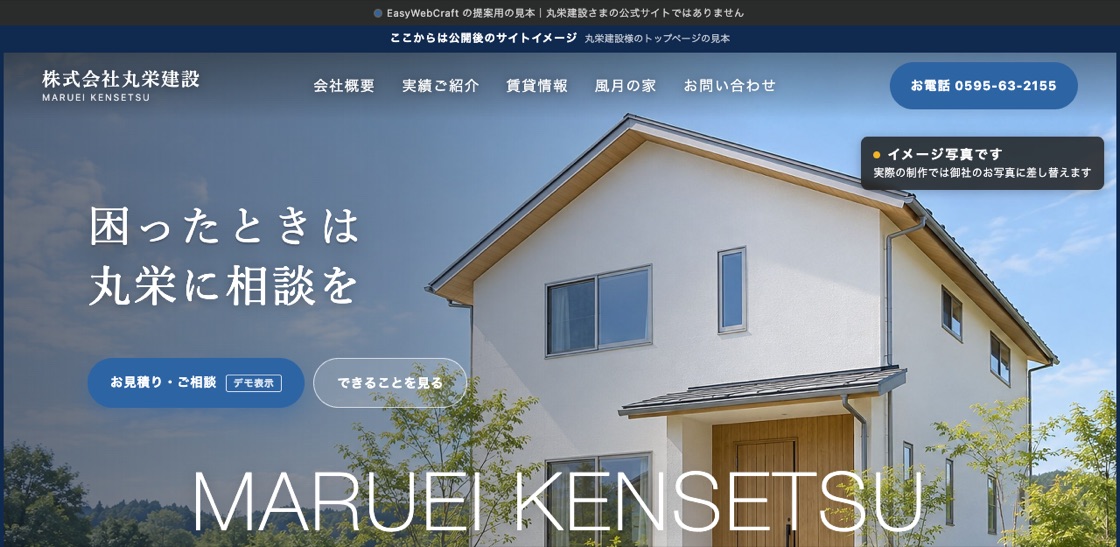 EasyWebCraft の提案用の見本｜丸栄建設さまの公式サイトではありません
ここからは公開後のサイトイメージ 丸栄建設様のトップページの見本
株式会社丸栄建設
MARUEI KENSETSU
会社概要 実績ご紹介 賃貸情報 風月の家 お問い合わせ
お電話 0595-63-2155
イメージ写真です
実際の制作では御社のお写真に差し替えます
困ったときは
丸栄に相談を
お見積り・ご相談 デモ表示
できることを見る
MARUEI KENSETSU